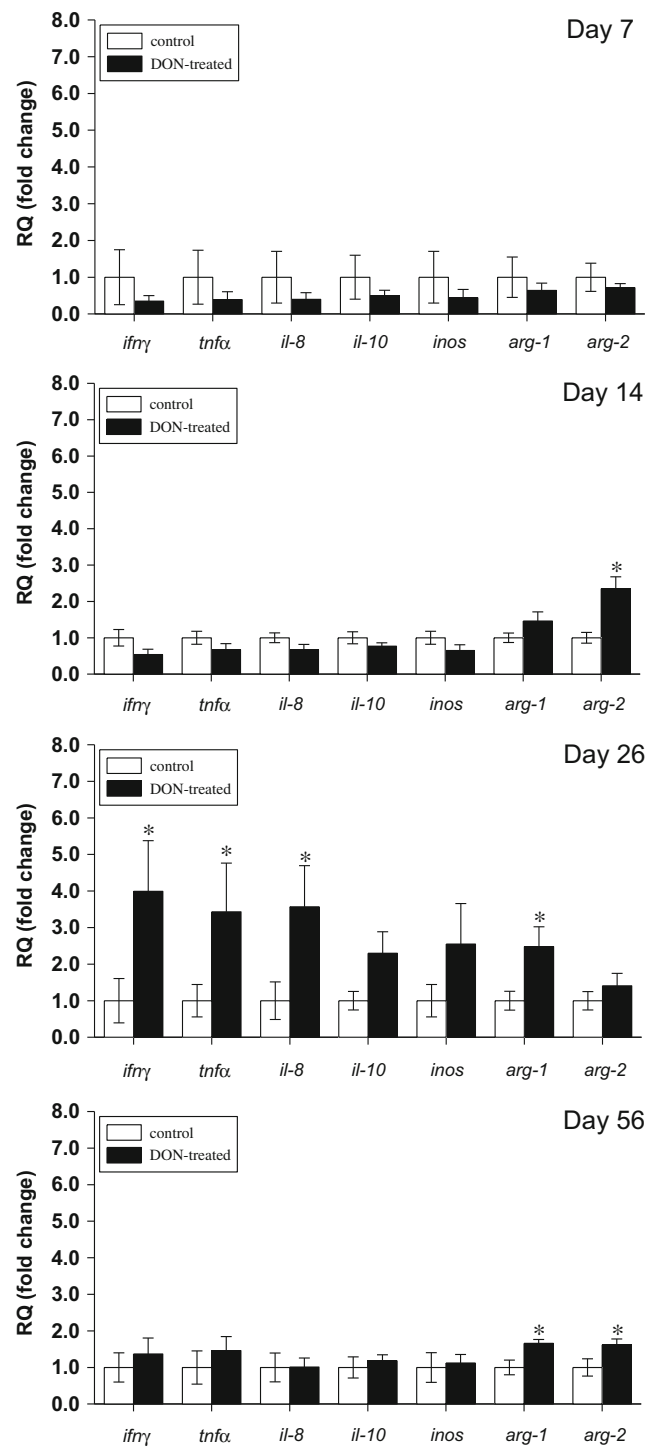 Day 7
control
DON-treated
RQ (fold change)
8.0
7.0
6.0
5.0
4.0
3.0
2.0
1.0
0.0
ifnγ tnfα il-8 il-10 inos arg-1 arg-2
Day 14
control
DON-treated
RQ (fold change)
8.0
7.0
6.0
5.0
4.0
3.0
2.0
1.0
0.0
*
ifnγ tnfα il-8 il-10 inos arg-1 arg-2
Day 26
control
DON-treated
RQ (fold change)
8.0
7.0
6.0
5.0
4.0
3.0
2.0
1.0
0.0
* * * *
ifnγ tnfα il-8 il-10 inos arg-1 arg-2
Day 56
control
DON-treated
RQ (fold change)
8.0
7.0
6.0
5.0
4.0
3.0
2.0
1.0
0.0
* *
ifnγ tnfα il-8 il-10 inos arg-1 arg-2